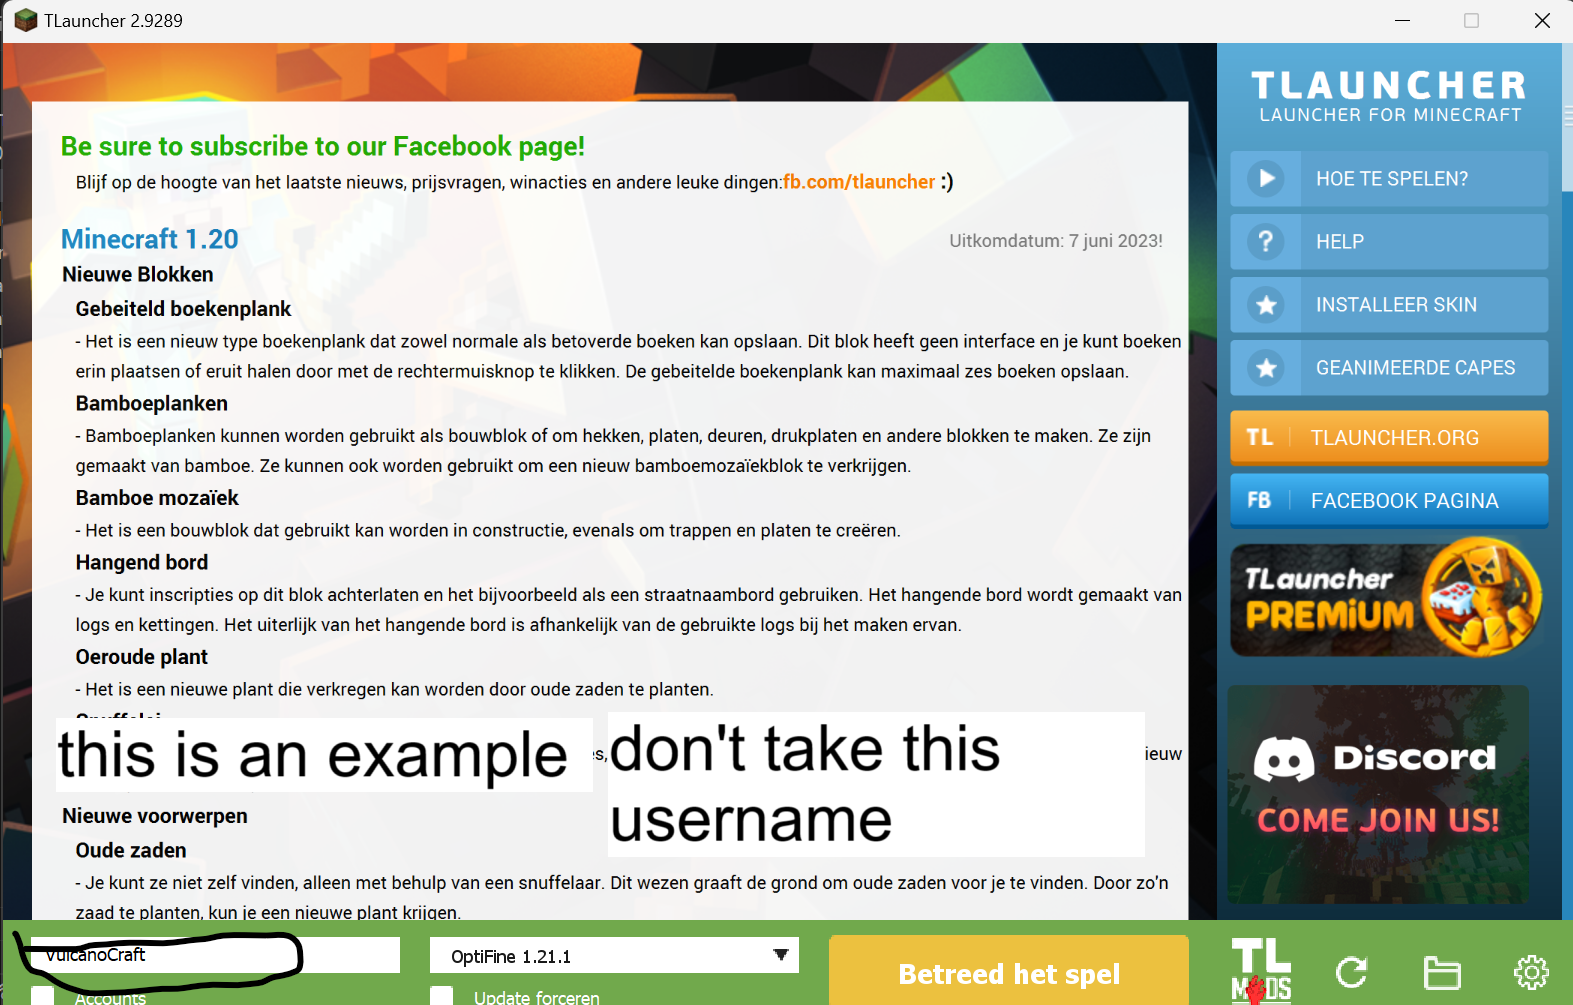 TLauncher 2.9289
Be sure to subscribe to our Facebook page!
Blijf op de hoogte van het laatste nieuws, prijsvragen, winacties en andere leuke dingen:fb.com/tlauncher :)
Minecraft 1.20
Uitkomdatum: 7 juni 2023!
Nieuwe Blokken
Gebeiteld boekenplank
- Het is een nieuw type boekenplank dat zowel normale als betoverde boeken kan opslaan. Dit blok heeft geen interface en je kunt boeken
erin plaatsen of eruit halen door met de rechtermuisknop te klikken. De gebeitelde boekenplank kan maximaal zes boeken opslaan.
Bamboeplanken
- Bamboeplanken kunnen worden gebruikt als bouwblok of om hekken, platen, deuren, drukplaten en andere blokken te maken. Ze zijn
gemaakt van bamboe. Ze kunnen ook worden gebruikt om een nieuw bamboemozaïekblok te verkrijgen.
Bamboe mozaïek
- Het is een bouwblok dat gebruikt kan worden in constructie, evenals om trappen en platen te creëren.
Hangend bord
- Je kunt inscripties op dit blok achterlaten en het bijvoorbeeld als een straatnaambord gebruiken. Het hangende bord wordt gemaakt van
logs en kettingen. Het uiterlijk van het hangende bord is afhankelijk van de gebruikte logs bij het maken ervan.
Oeroude plant
- Het is een nieuwe plant die verkregen kan worden door oude zaden te planten.
this is an example
don't take this
username
Nieuwe voorwerpen
Oude zaden
- Je kunt ze niet zelf vinden, alleen met behulp van een snuffelaar. Dit wezen graaft de grond om oude zaden voor je te vinden. Door zo'n
zaad te planten, kun je een nieuwe plant krijgen.
TLAUNCHER
LAUNCHER FOR MINECRAFT
HOE TE SPELEN?
HELP
INSTALLEER SKIN
GEANIMEERDE CAPES
TL TLAUNCHER.ORG
FB FACEBOOK PAGINA
TLauncher
PREMiUM
Discord
COME JOIN US!
VulcanoCraft
OptiFine 1.21.1
Betreed het spel
Accounts
Update forceren
TL
MODS